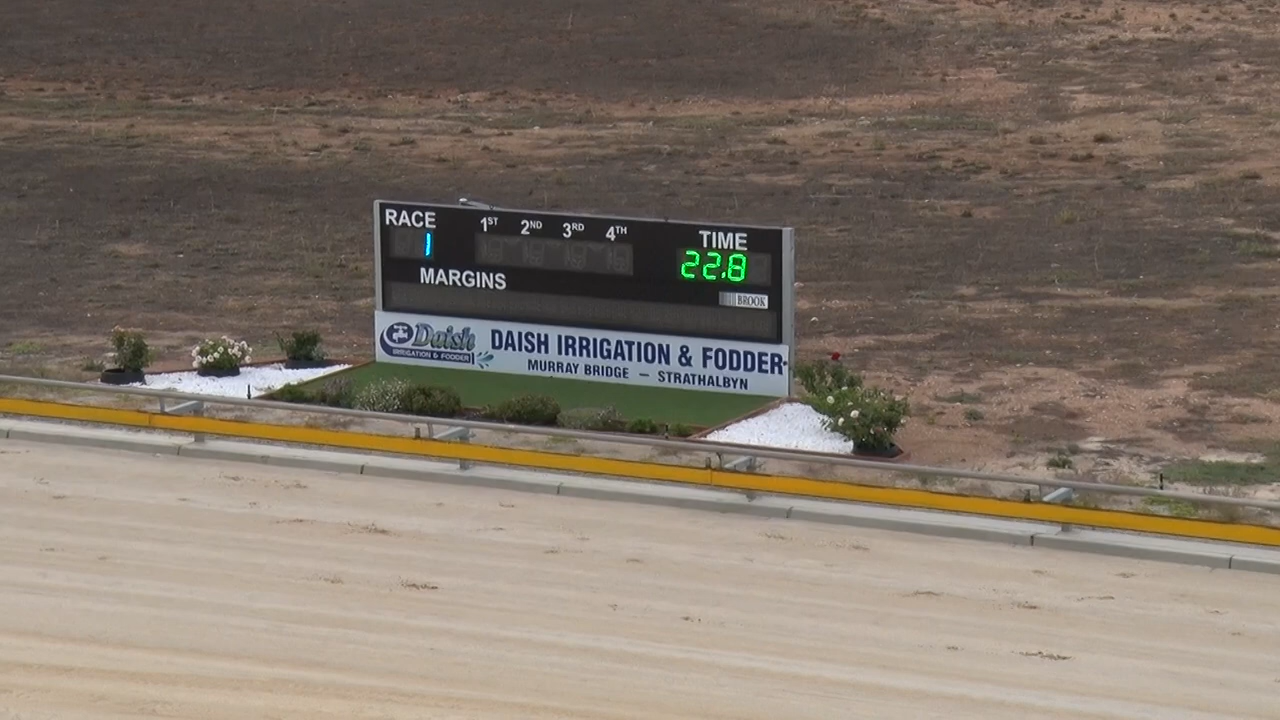 RACE 1ST 2ND 3RD 4TH TIME
1 22.8
MARGINS
BROOK
Daish
IRRIGATION & FODDER
DAISH IRRIGATION & FODDER
MURRAY BRIDGE – STRATHALBYN